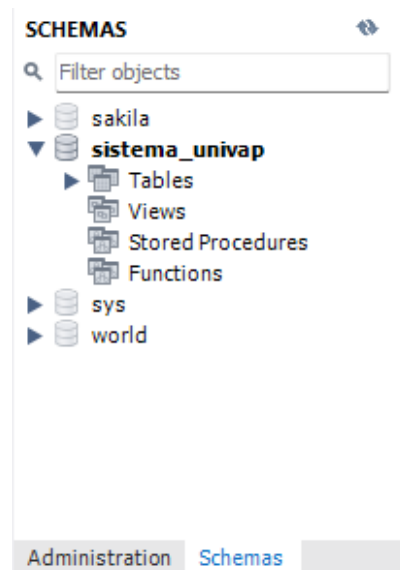 SCHEMAS
Filter objects
sakila
sistema_univap
Tables
Views
Stored Procedures
Functions
sys
world
Administration Schemas